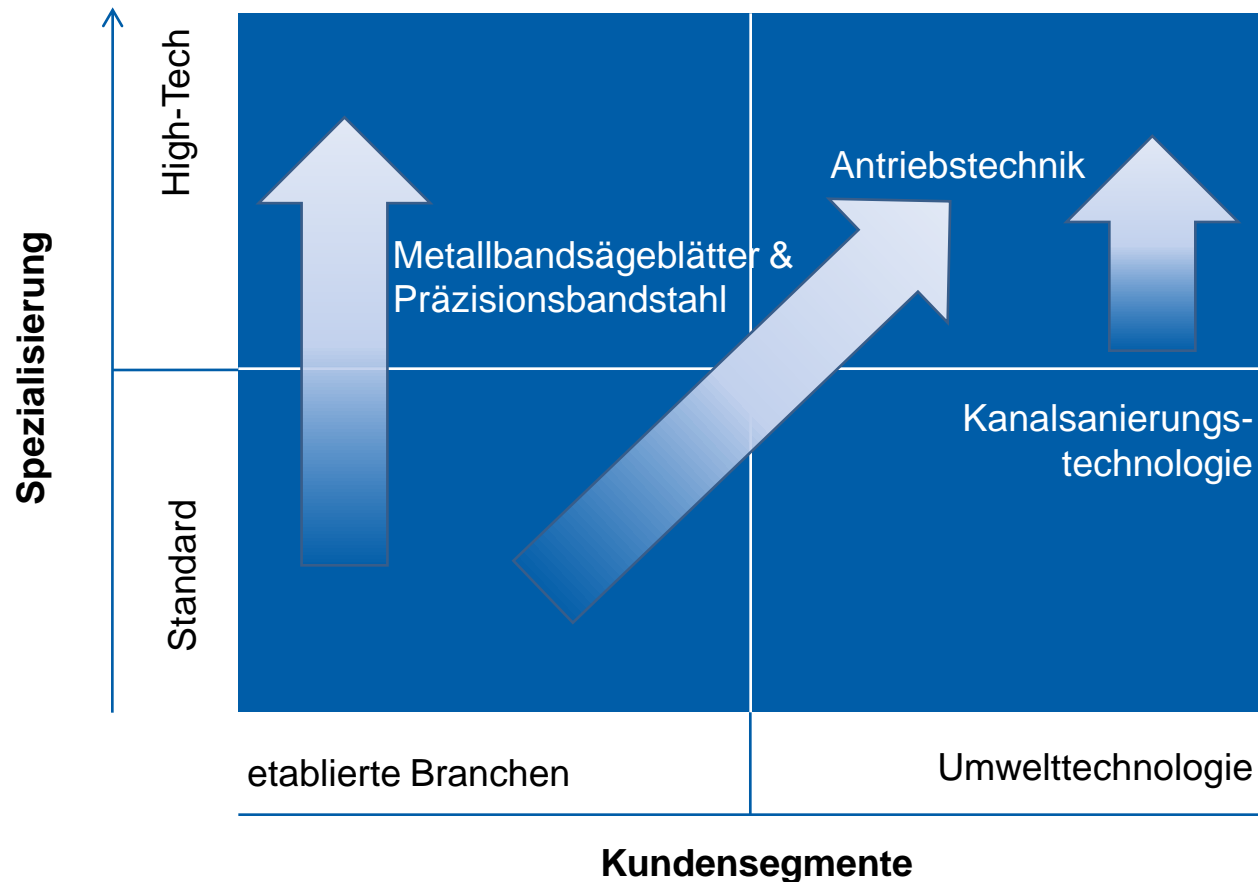 High-Tech
Antriebstechnik
Metallbandsägeblätter &
Präzisionsbandstahl
Spezialisierung
Kanalsanierungs-
technologie
Standard
etablierte Branchen
Umwelttechnologie
Kundensegmente